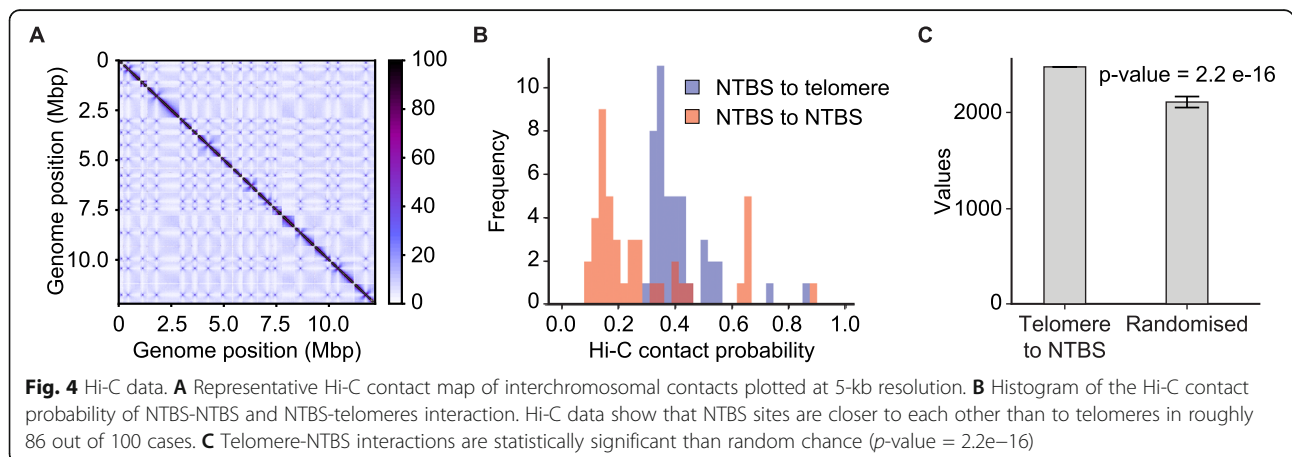 A
B
C
0
2.5
5.0
7.5
10.0
Genome position (Mbp)
0 2.5 5.0 7.5 10.0
Genome position (Mbp)
100
80
60
40
20
0
10
8
6
4
2
0
Frequency
NTBS to telomere
NTBS to NTBS
0.0 0.2 0.4 0.6 0.8 1.0
Hi-C contact probability
2000
1000
0
Values
p-value = 2.2 e-16
Telomere
to NTBS
Randomised
Fig. 4 Hi-C data. A Representative Hi-C contact map of interchromosomal contacts plotted at 5-kb resolution. B Histogram of the Hi-C contact
probability of NTBS-NTBS and NTBS-telomeres interaction. Hi-C data show that NTBS sites are closer to each other than to telomeres in roughly
86 out of 100 cases. C Telomere-NTBS interactions are statistically significant than random chance (p-value = 2.2e−16)